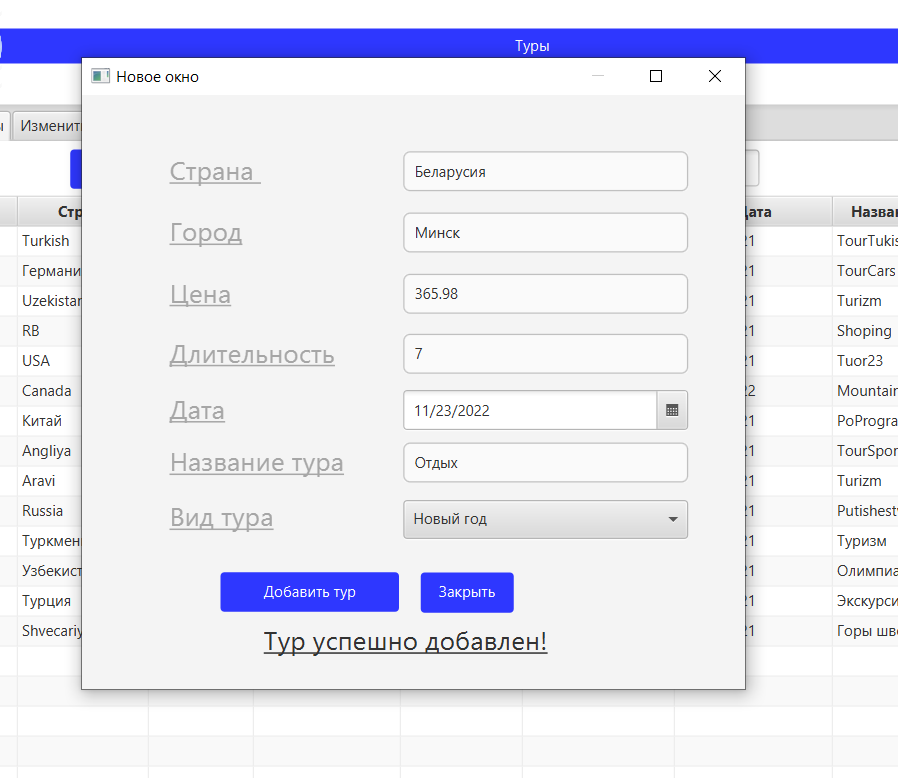 Туры
Новое окно
Изменит
Страна
Беларусия
Город
Минск
Цена
365.98
Длительность
7
Дата
11/23/2022
Название тура
Отдых
Вид тура
Новый год
Добавить тур
Закрыть
Тур успешно добавлен!
Стр
Дата
Назва
Turkish
21
TourTukis
Германи
21
TourCars
Uzekistan
21
Turizm
RB
21
Shoping
USA
21
Tuor23
Canada
22
Mountain
Китай
21
PoProgra
Angliya
21
TourSpor
Aravi
21
Turizm
Russia
21
Putishest
Туркмен
21
Туризм
Узбекист
21
Олимпиа
Турция
21
Экскурси
Shvecariy
21
Горы шв